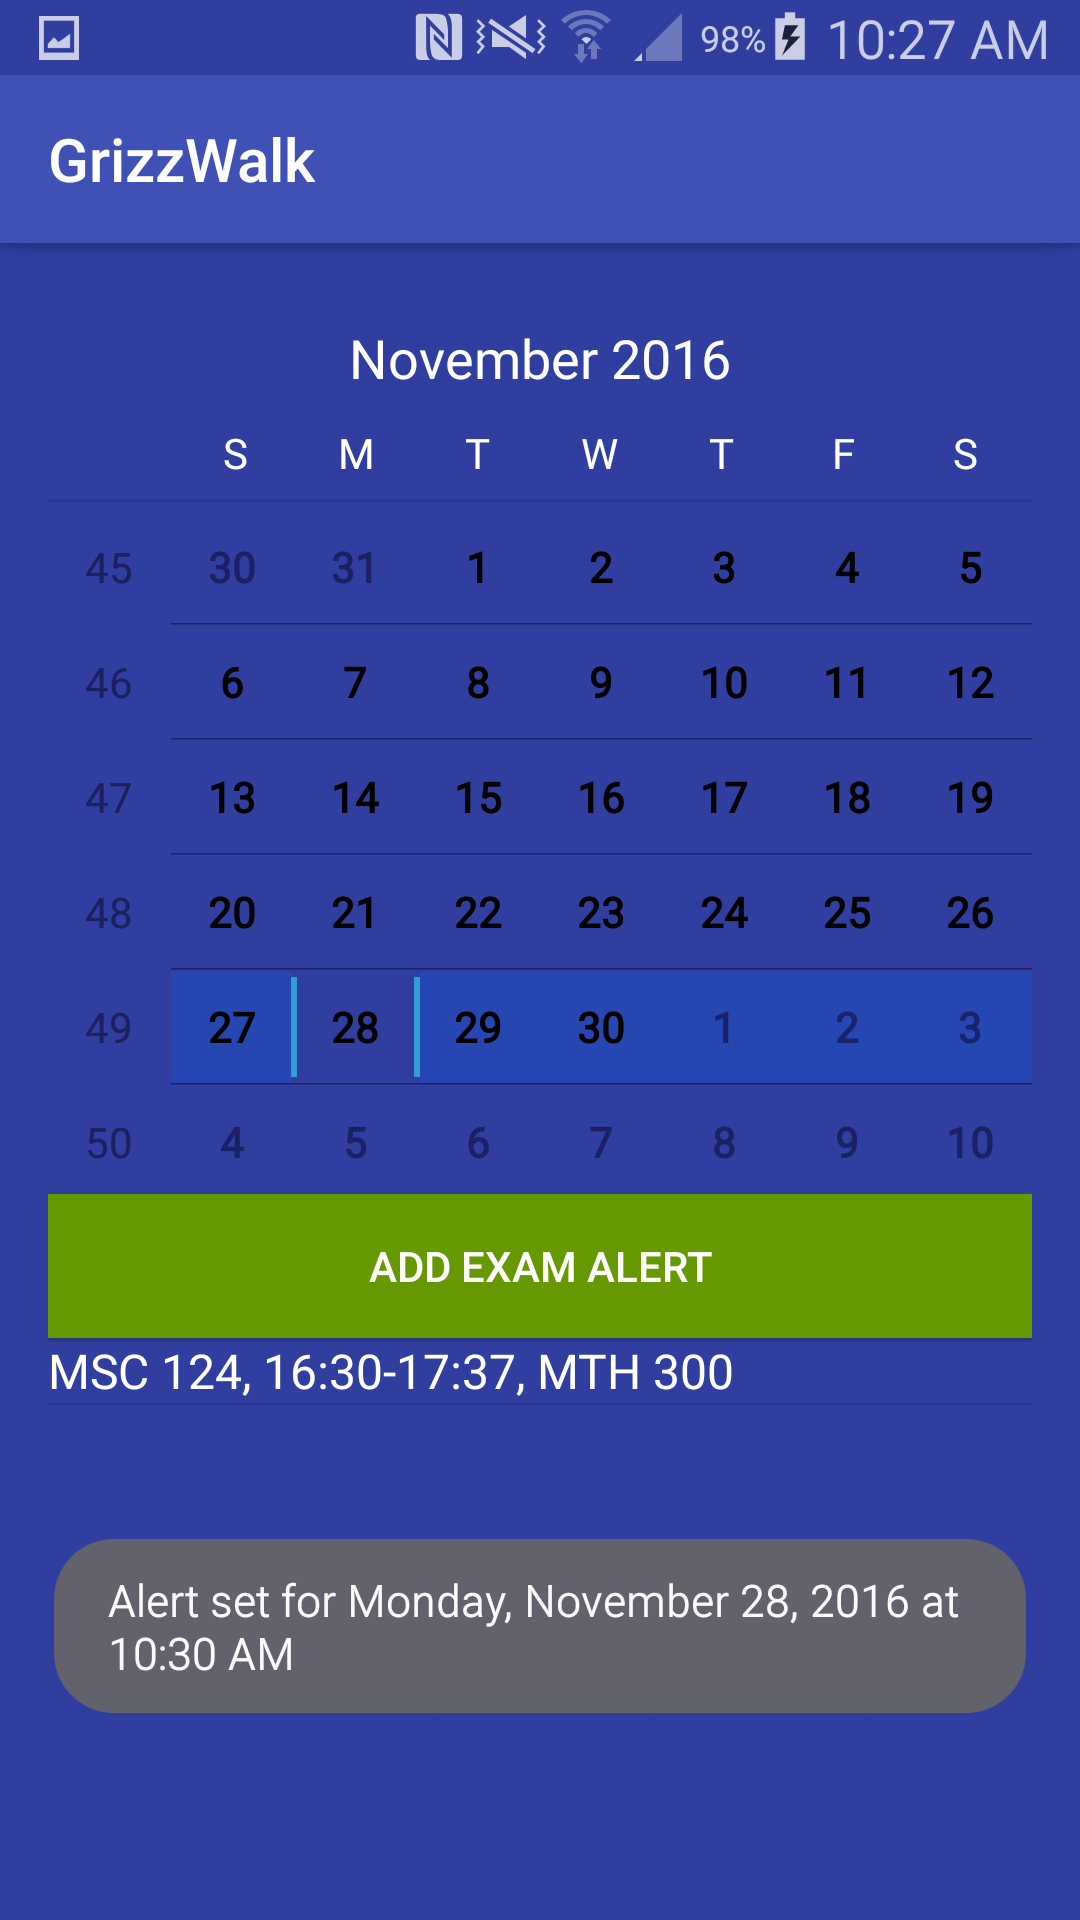 98% 10:27 AM
GrizzWalk
November 2016
S M T W T F S
45 30 31 1 2 3 4 5
46 6 7 8 9 10 11 12
47 13 14 15 16 17 18 19
48 20 21 22 23 24 25 26
49 27 28 29 30 1 2 3
50 4 5 6 7 8 9 10
ADD EXAM ALERT
MSC 124, 16:30-17:37, MTH 300
Alert set for Monday, November 28, 2016 at
10:30 AM